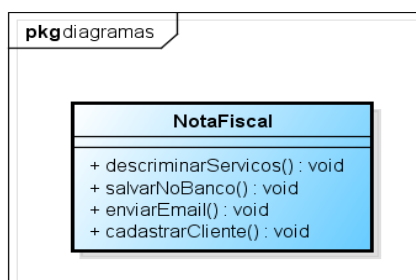 pkg diagramas
NotaFiscal
+ descriminarServicos() : void
+ salvarNoBanco() : void
+ enviarEmail() : void
+ cadastrarCliente() : void